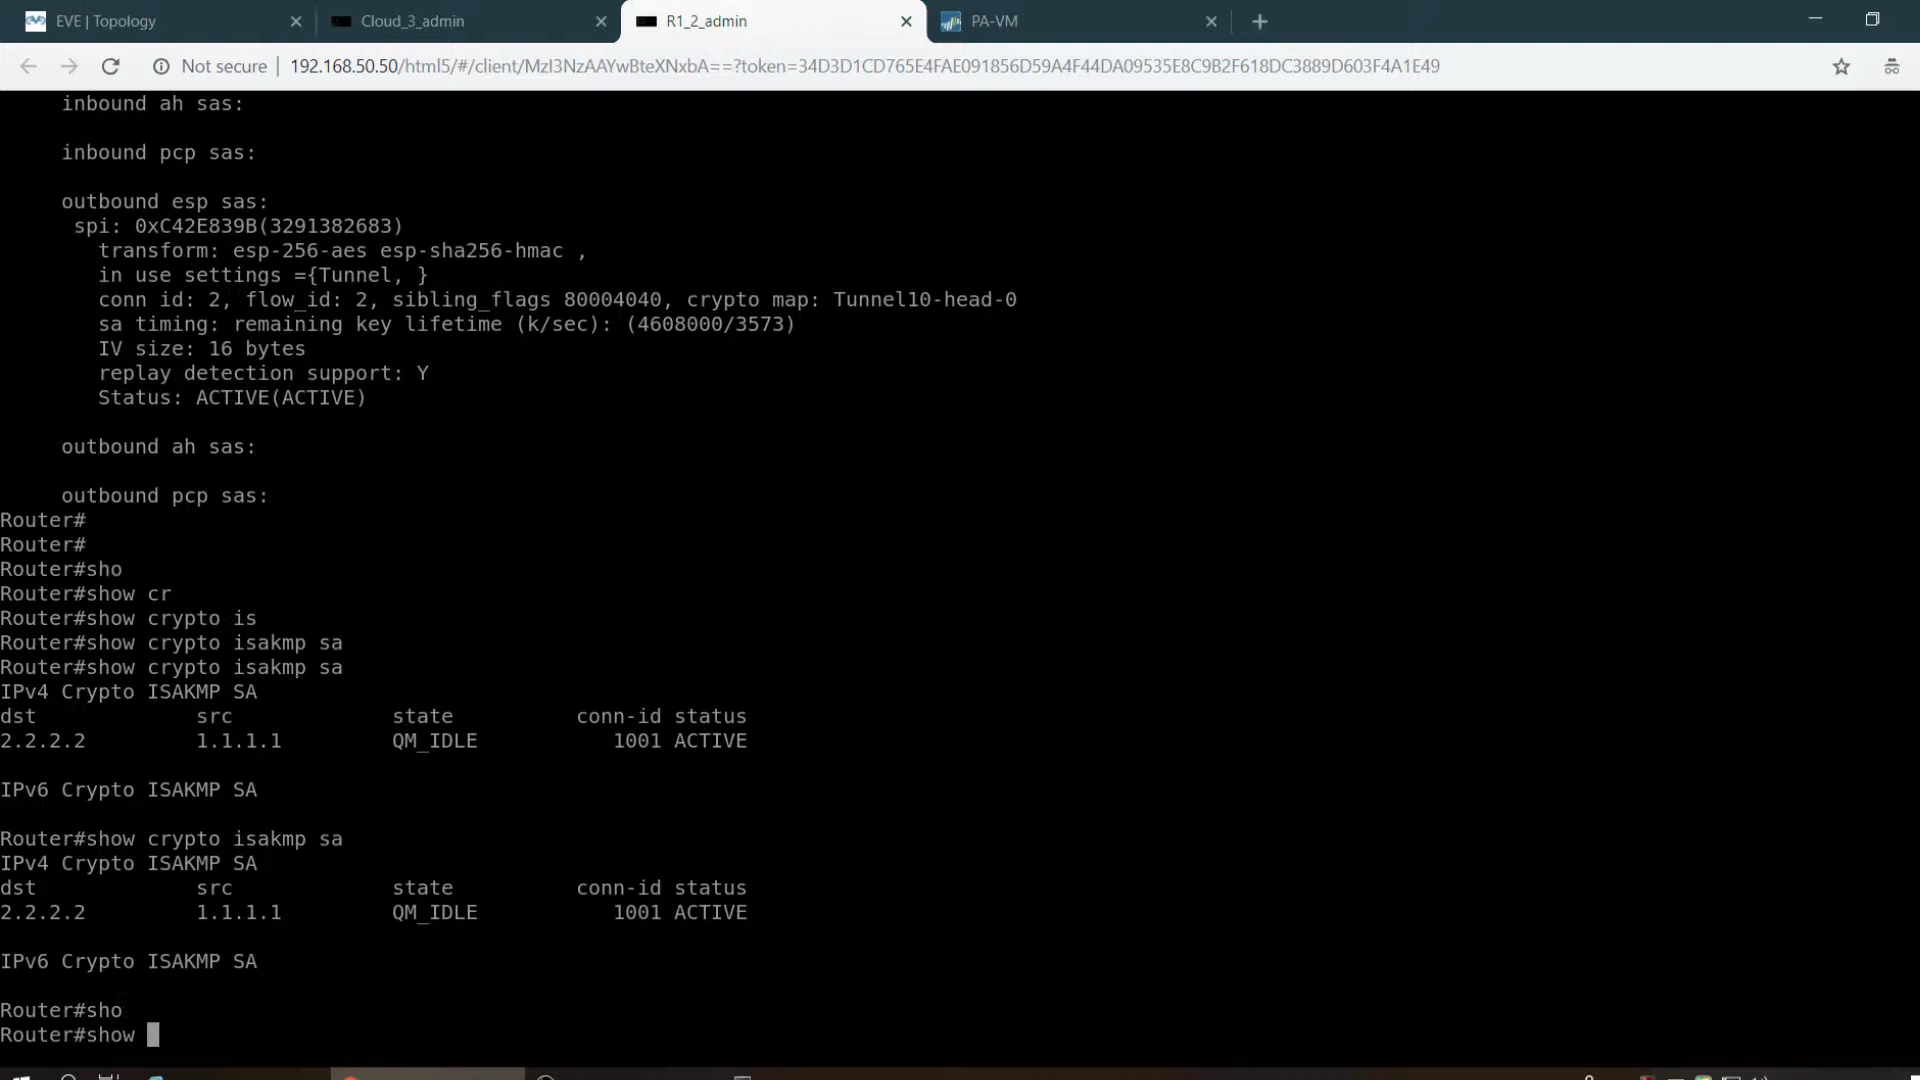 EVE | Topology
Cloud_3_admin
R1_2_admin
PA-VM
Not secure
192.168.50.50/html5/#/client/MzI3NzAAYwBteXNxbA==?token=34D3D1CD765E4FAE091856D59A4F44DA09535E8C9B2F618DC3889D603F4A1E49
inbound ah sas:
inbound pcp sas:
outbound esp sas:
spi: 0xC42E839B(3291382683)
transform: esp-256-aes esp-sha256-hmac ,
in use settings ={Tunnel, }
conn id: 2, flow_id: 2, sibling_flags 80004040, crypto map: Tunnel10-head-0
sa timing: remaining key lifetime (k/sec): (4608000/3573)
IV size: 16 bytes
replay detection support: Y
Status: ACTIVE(ACTIVE)
outbound ah sas:
outbound pcp sas:
Router#
Router#
Router#sho
Router#show cr
Router#show crypto is
Router#show crypto isakmp sa
Router#show crypto isakmp sa
IPv4 Crypto ISAKMP SA
dst src state conn-id status
2.2.2.2 1.1.1.1 QM_IDLE 1001 ACTIVE
IPv6 Crypto ISAKMP SA
Router#show crypto isakmp sa
IPv4 Crypto ISAKMP SA
dst src state conn-id status
2.2.2.2 1.1.1.1 QM_IDLE 1001 ACTIVE
IPv6 Crypto ISAKMP SA
Router#sho
Router#show